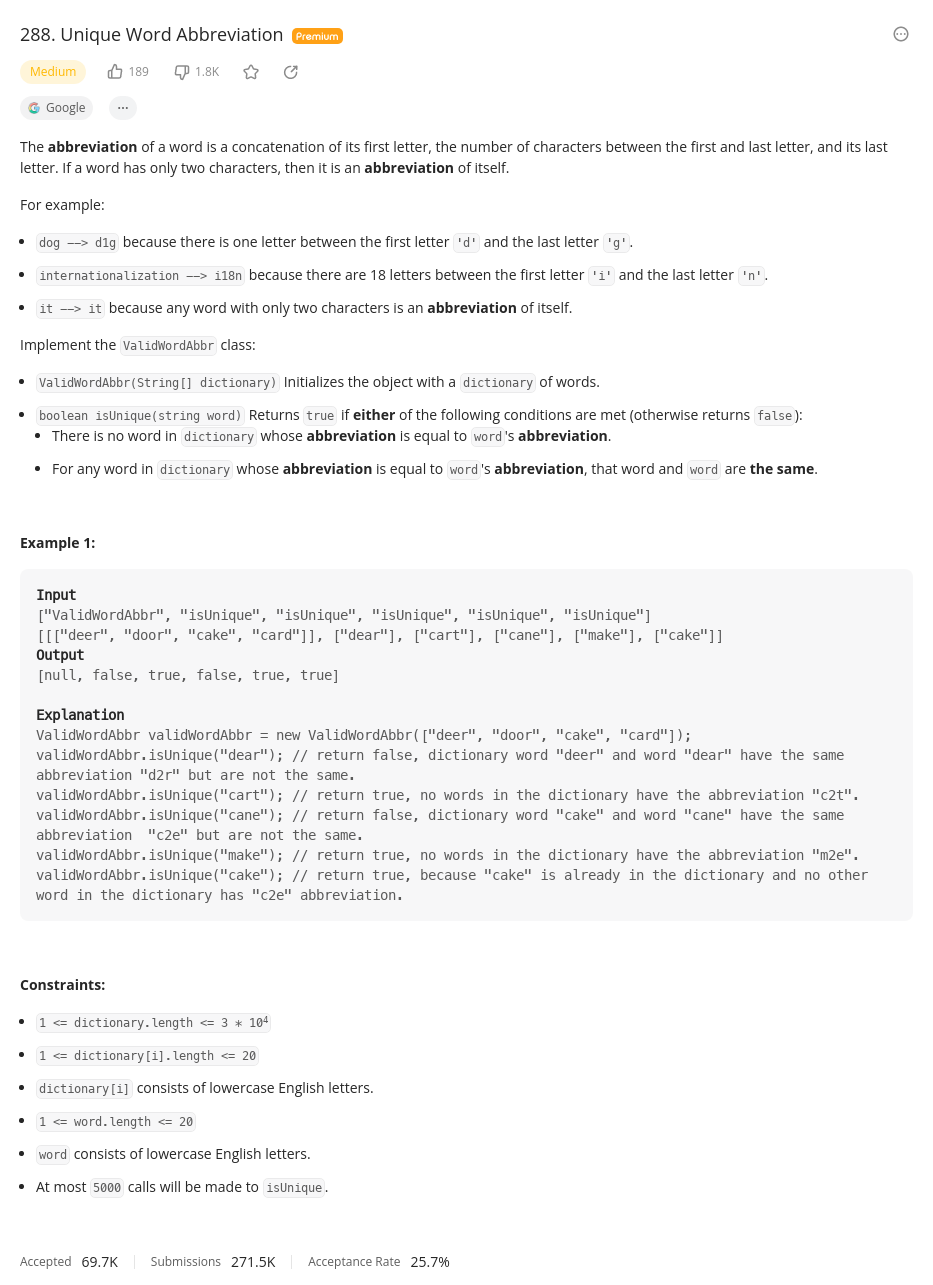 288. Unique Word Abbreviation Premium
Medium 189 1.8K
Google ...
The abbreviation of a word is a concatenation of its first letter, the number of characters between the first and last letter, and its last
letter. If a word has only two characters, then it is an abbreviation of itself.
For example:
• dog --> d1g because there is one letter between the first letter 'd' and the last letter 'g'.
• internationalization --> i18n because there are 18 letters between the first letter 'i' and the last letter 'n'.
• it --> it because any word with only two characters is an abbreviation of itself.
Implement the ValidWordAbbr class:
• ValidWordAbbr(String[] dictionary) Initializes the object with a dictionary of words.
• boolean isUnique(string word) Returns true if either of the following conditions are met (otherwise returns false):
• There is no word in dictionary whose abbreviation is equal to word's abbreviation.
• For any word in dictionary whose abbreviation is equal to word's abbreviation, that word and word are the same.
Example 1:
Input
["ValidWordAbbr", "isUnique", "isUnique", "isUnique", "isUnique", "isUnique"]
[[["deer", "door", "cake", "card"]], ["dear"], ["cart"], ["cane"], ["make"], ["cake"]]
Output
[null, false, true, false, true, true]
Explanation
ValidWordAbbr validWordAbbr = new ValidWordAbbr(["deer", "door", "cake", "card"]);
validWordAbbr.isUnique("dear"); // return false, dictionary word "deer" and word "dear" have the same
abbreviation "d2r" but are not the same.
validWordAbbr.isUnique("cart"); // return true, no words in the dictionary have the abbreviation "c2t".
validWordAbbr.isUnique("cane"); // return false, dictionary word "cake" and word "cane" have the same
abbreviation  "c2e" but are not the same.
validWordAbbr.isUnique("make"); // return true, no words in the dictionary have the abbreviation "m2e".
validWordAbbr.isUnique("cake"); // return true, because "cake" is already in the dictionary and no other
word in the dictionary has "c2e" abbreviation.
Constraints:
• 1 <= dictionary.length <= 3 * 10⁴
• 1 <= dictionary[i].length <= 20
• dictionary[i] consists of lowercase English letters.
• 1 <= word.length <= 20
• word consists of lowercase English letters.
• At most 5000 calls will be made to isUnique.
Accepted 69.7K Submissions 271.5K Acceptance Rate 25.7%